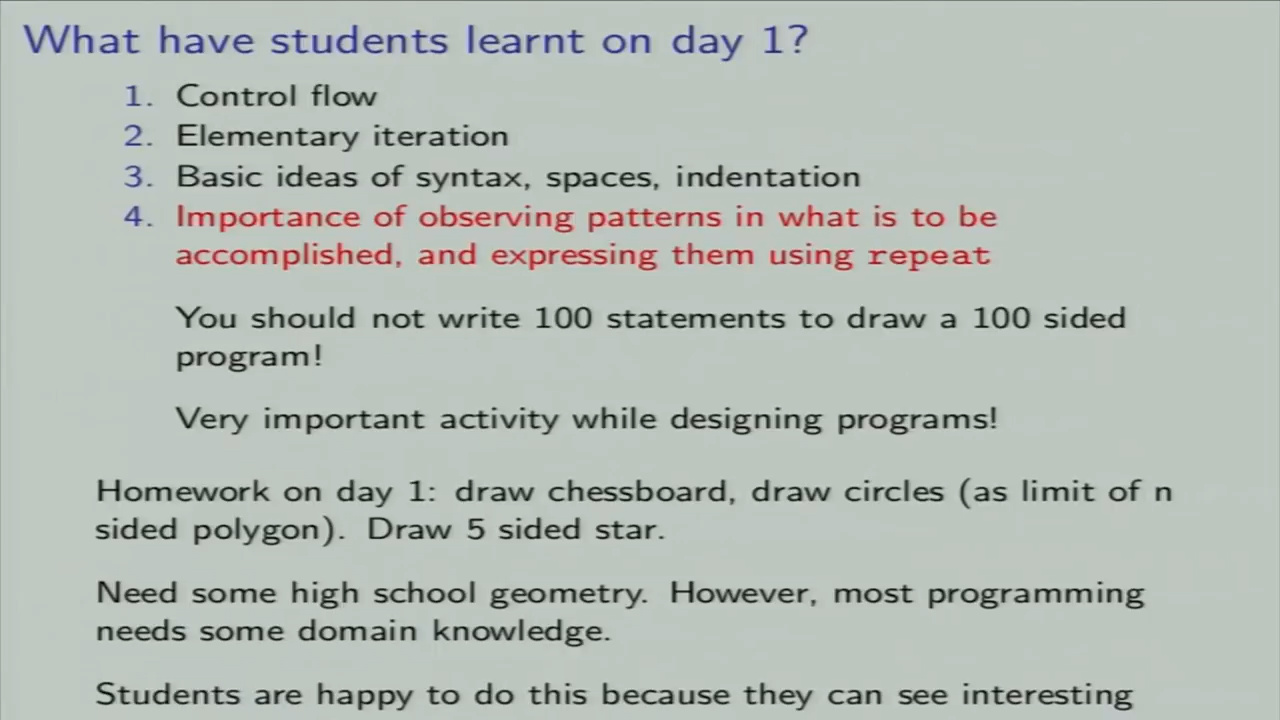 What have students learnt on day 1?
1. Control flow
2. Elementary iteration
3. Basic ideas of syntax, spaces, indentation
4. Importance of observing patterns in what is to be
accomplished, and expressing them using repeat
You should not write 100 statements to draw a 100 sided
program!
Very important activity while designing programs!
Homework on day 1: draw chessboard, draw circles (as limit of n
sided polygon). Draw 5 sided star.
Need some high school geometry. However, most programming
needs some domain knowledge.
Students are happy to do this because they can see interesting